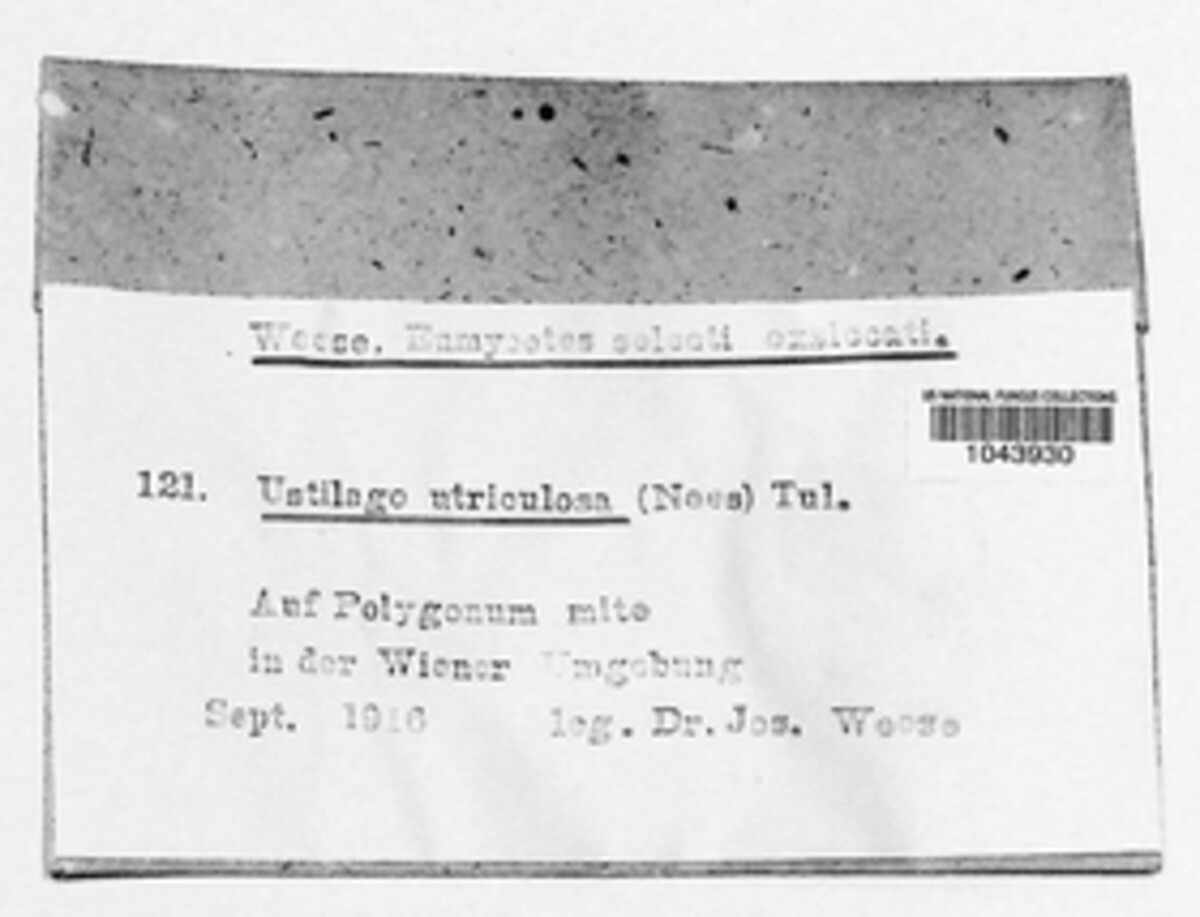 Weese. Eumycetes selecti exsiccati.
US NATIONAL FUNGUS COLLECTIONS
1043930
121. Ustilago utriculosa (Nees) Tul.
Auf Polygonum mite
in der Wiener Umgebung
Sept. 1916 leg. Dr. Jos. Weese